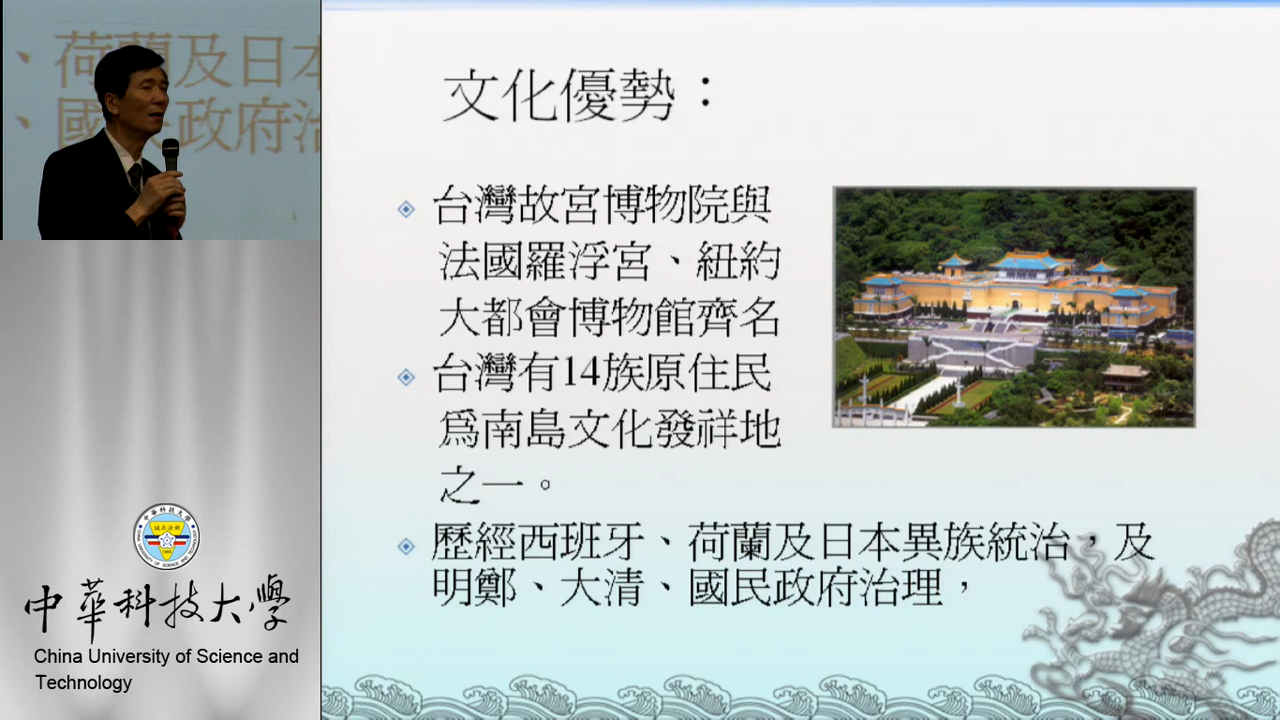 、荷蘭及日本
、國民政府治
文化優勢：
台灣故宮博物院與
法國羅浮宮、紐約
大都會博物館齊名
台灣有14族原住民
為南島文化發祥地
之一。
歷經西班牙、荷蘭及日本異族統治，及
明鄭、大清、國民政府治理，
中華科技大學
China University of Science and
Technology